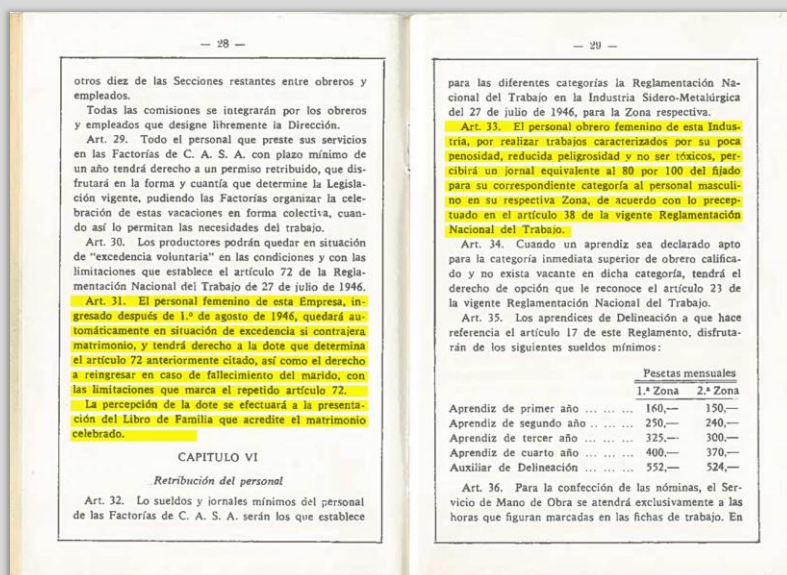 — 28 —
otros diez de las Secciones restantes entre obreros y
empleados.
Todas las comisiones se integrarán por los obreros
y empleados que designe libremente la Dirección.
Art. 29. Todo el personal que preste sus servicios
en las Factorías de C. A. S. A. con plazo mínimo de
un año tendrá derecho a un permiso retribuido, que dis-
frutará en la forma y cuantía que determine la Legisla-
ción vigente, pudiendo las Factorías organizar la cele-
bración de estas vacaciones en forma colectiva, cuan-
do así lo permitan las necesidades del trabajo.
Art. 30. Los productores podrán quedar en situación
de "excedencia voluntaria" en las condiciones y con las
limitaciones que establece el artículo 72 de la Regla-
mentación Nacional del Trabajo de 27 de julio de 1946.
Art. 31. El personal femenino de esta Empresa, in-
gresado después de 1.º de agosto de 1946, quedará au-
tomáticamente en situación de excedencia si contrajera
matrimonio, y tendrá derecho a la dote que determina
el artículo 72 anteriormente citado, así como el derecho
a reingresar en caso de fallecimiento del marido, con
las limitaciones que marca el repetido artículo 72.
La percepción de la dote se efectuará a la presenta-
ción del Libro de Familia que acredite el matrimonio
celebrado.
CAPITULO VI
Retribución del personal
Art. 32. Lo sueldos y jornales mínimos del personal
de las Factorías de C. A. S. A. serán los que establece
— 29 —
para las diferentes categorías la Reglamentación Na-
cional del Trabajo en la Industria Sidero-Metalúrgica
del 27 de julio de 1946, para la Zona respectiva.
Art. 33. El personal obrero femenino de esta Indus-
tria, por realizar trabajos caracterizados por su poca
penosidad, reducida peligrosidad y no ser tóxicos, per-
cibirá un jornal equivalente al 80 por 100 del fijado
para su correspondiente categoría al personal masculi-
no en su respectiva Zona, de acuerdo con lo precep-
tuado en el artículo 38 de la vigente Reglamentación
Nacional del Trabajo.
Art. 34. Cuando un aprendiz sea declarado apto
para la categoría inmediata superior de obrero califica-
do y no exista vacante en dicha categoría, tendrá el
derecho de opción que le reconoce el artículo 23 de
la vigente Reglamentación Nacional del Trabajo.
Art. 35. Los aprendices de Delineación a que hace
referencia el artículo 17 de este Reglamento, disfruta-
rán de los siguientes sueldos mínimos:
Pesetas mensuales
1.ª Zona 2.ª Zona
Aprendiz de primer año ... ... ... 160,— 150,—
Aprendiz de segundo año ... ... ... 250,— 240,—
Aprendiz de tercer año ... ... ... 325,— 300,—
Aprendiz de cuarto año ... ... ... 400,— 370,—
Auxiliar de Delineación ... ... ... 552,— 524,—
Art. 36. Para la confección de las nóminas, el Ser-
vicio de Mano de Obra se atendrá exclusivamente a las
horas que figuran marcadas en las fichas de trabajo. En